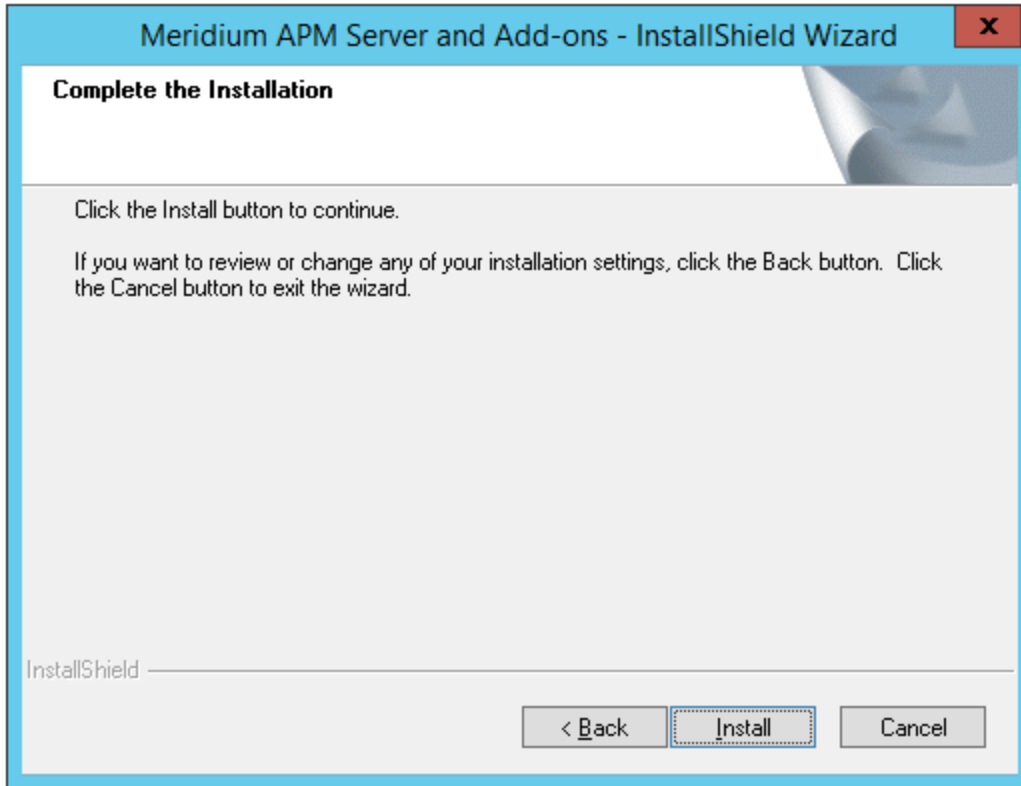 Meridium APM Server and Add-ons - InstallShield Wizard
x
Complete the Installation
Click the Install button to continue.
If you want to review or change any of your installation settings, click the Back button.  Click
the Cancel button to exit the wizard.
InstallShield
< Back
Install
Cancel